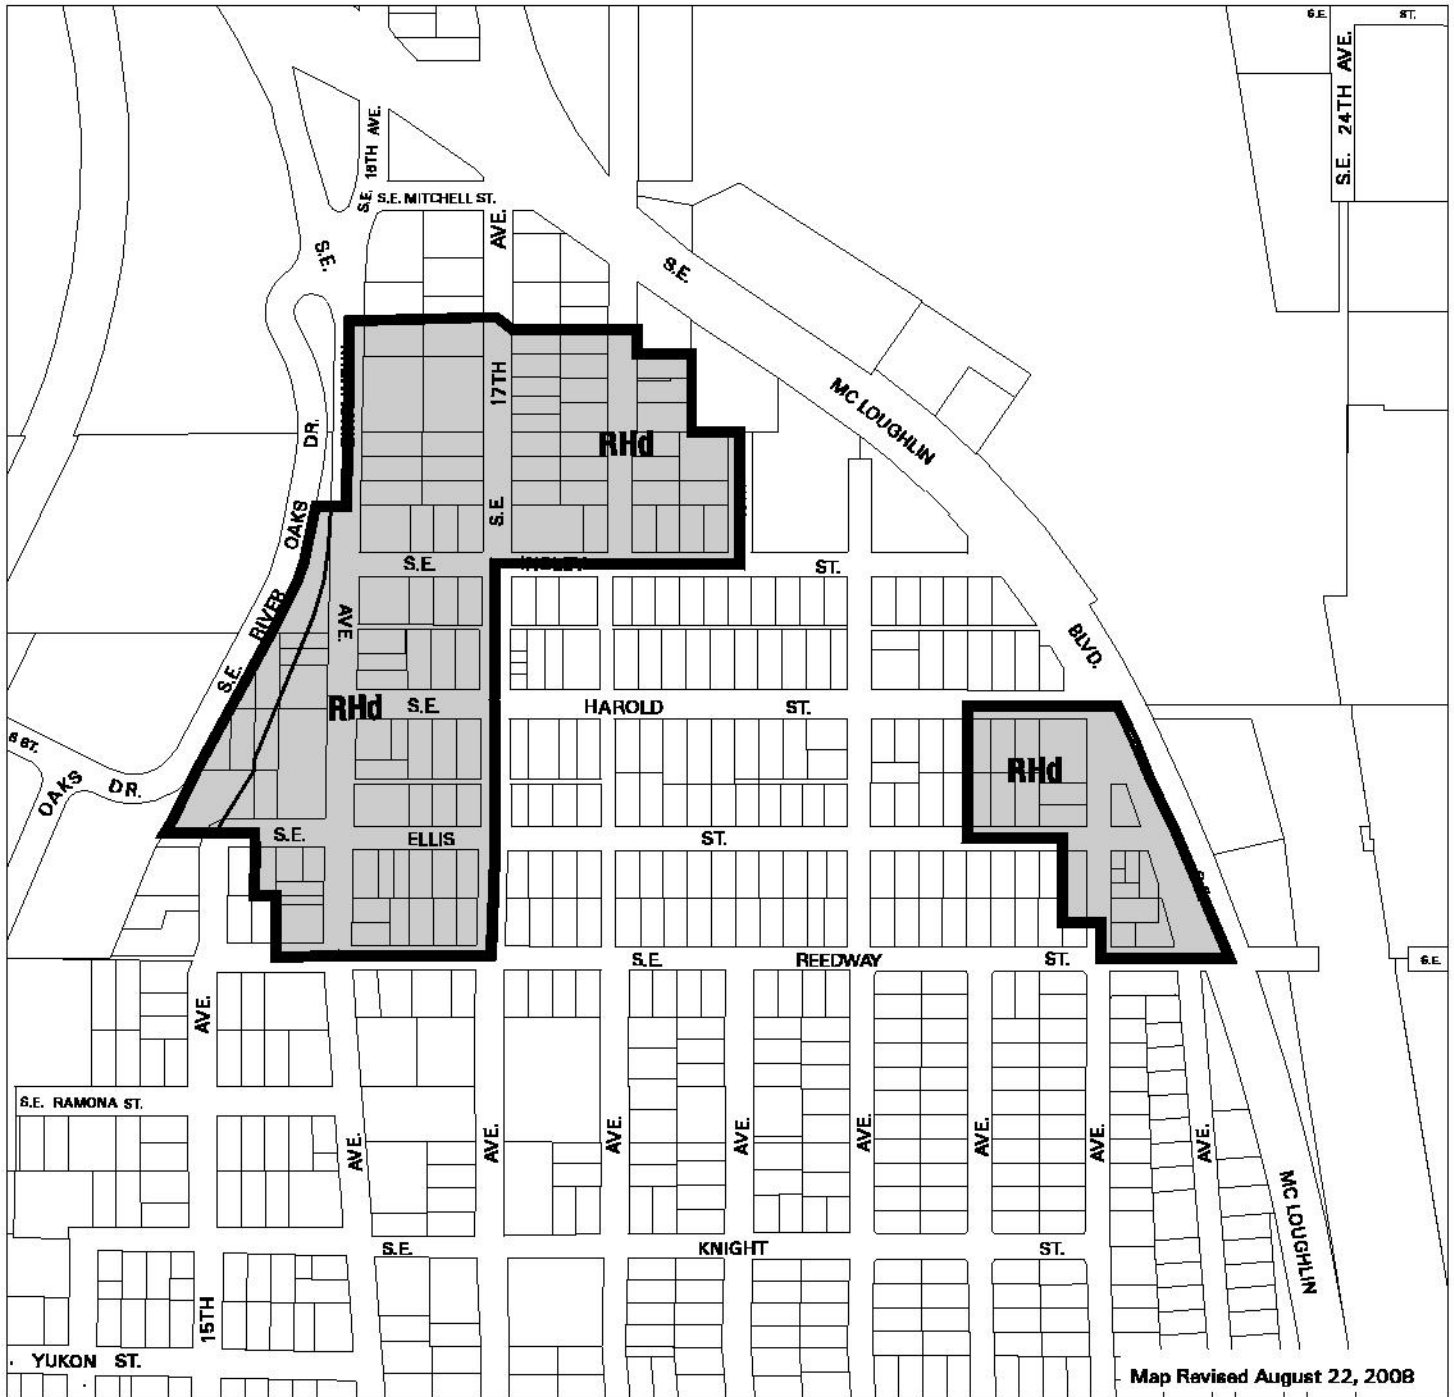 S.E. ST.
S.E. 24TH AVE.
S.E. 16TH AVE.
S.E. MITCHELL ST.
AVE.
S.E.
S.E.
17TH
MC LOUGHLIN
DR.
RHd
S.E.
OAKS
S.E. ST.
RIVER
AVE.
BLVD.
S.E.
RHd
S.E. HAROLD ST.
S ST.
RHd
OAKS DR.
S.E. ELLIS ST.
S.E. REEDWAY ST.
S.E.
AVE.
S.E. RAMONA ST.
AVE.
AVE.
AVE.
AVE.
AVE.
AVE.
AVE.
AVE.
MC LOUGHLIN
S.E. KNIGHT ST.
15TH
YUKON ST.
Map Revised August 22, 2008